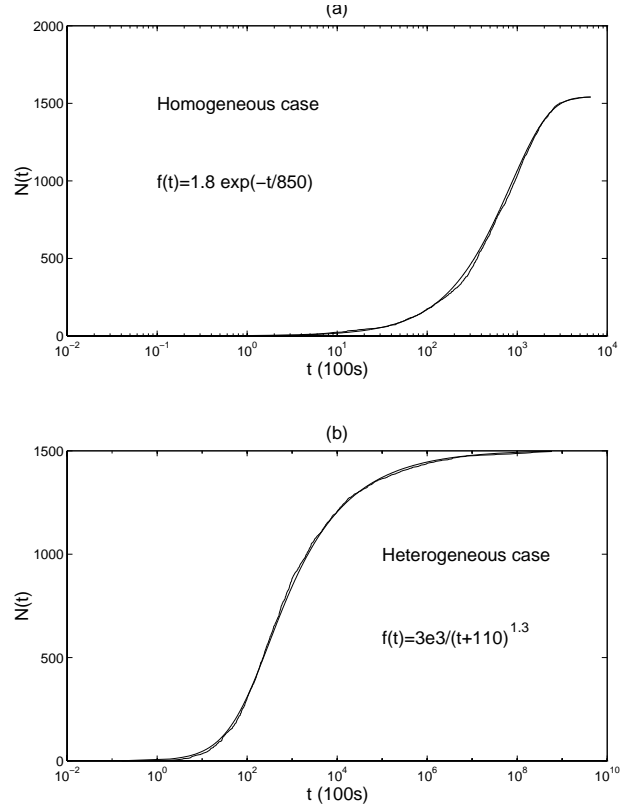 (a)
2000
1500
1000
500
0
N(t)
Homogeneous case
f(t)=1.8 exp(−t/850)
10^-2 10^-1 10^0 10^1 10^2 10^3 10^4
t (100s)
(b)
1500
1000
500
0
N(t)
Heterogeneous case
f(t)=3e3/(t+110)^1.3
10^-2 10^0 10^2 10^4 10^6 10^8 10^10
t (100s)